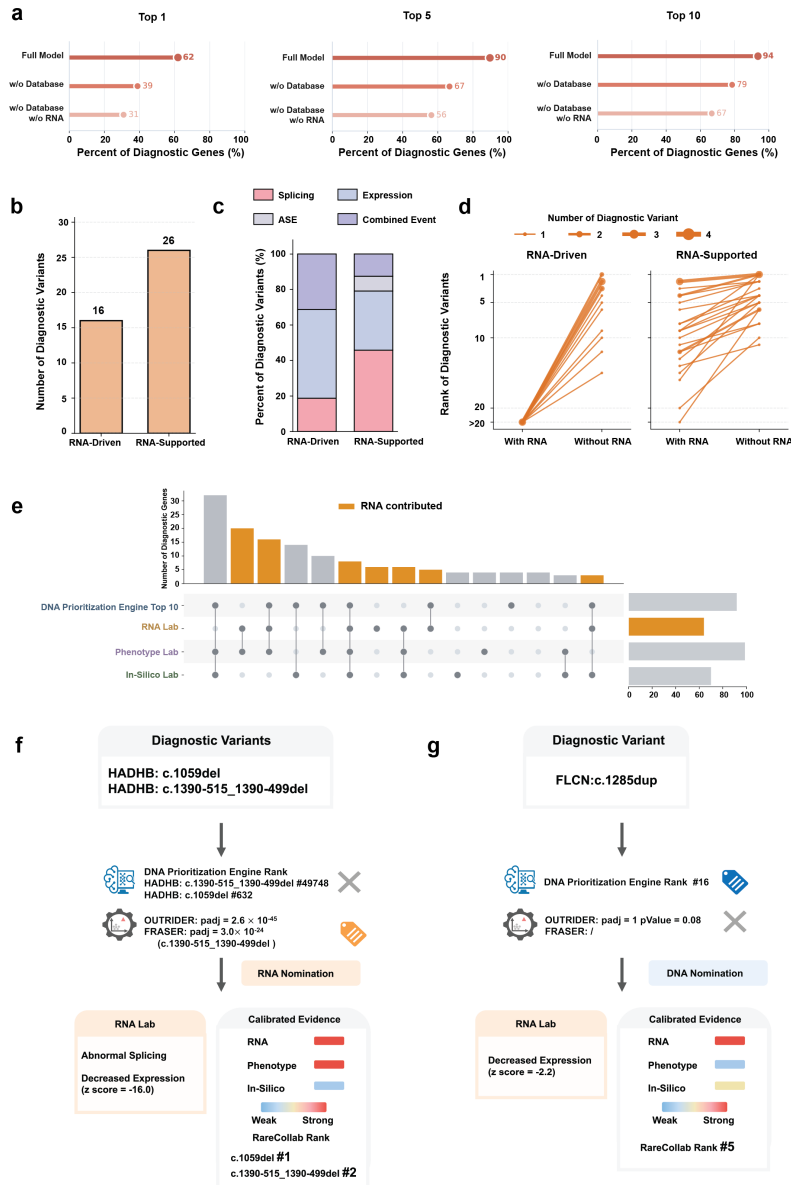 a
Top 1
Top 5
Top 10
Full Model
62
w/o Database
39
w/o Database
w/o RNA
31
0 20 40 60 80 100
Percent of Diagnostic Genes (%)
Full Model
90
w/o Database
67
w/o Database
w/o RNA
56
0 20 40 60 80 100
Percent of Diagnostic Genes (%)
Full Model
94
w/o Database
79
w/o Database
w/o RNA
67
0 20 40 60 80 100
Percent of Diagnostic Genes (%)
b
Number of Diagnostic Variants
30
25
20
15
10
5
0
16
26
RNA-Driven
RNA-Supported
c
Splicing
Expression
ASE
Combined Event
Percent of Diagnostic Variants (%)
100
80
60
40
20
0
RNA-Driven
RNA-Supported
d
Number of Diagnostic Variant
1 2 3 4
RNA-Driven
RNA-Supported
Rank of Diagnostic Variants
1
5
10
20
>20
With RNA
Without RNA
1
5
10
20
>20
With RNA
Without RNA
e
Number of Diagnostic Genes
30
25
20
15
10
5
0
RNA contributed
DNA Prioritization Engine Top 10
RNA Lab
Phenotype Lab
In-Silico Lab
0 20 40 60 80 100
f
Diagnostic Variants
HADHB: c.1059del
HADHB: c.1390-515_1390-499del
DNA Prioritization Engine Rank
HADHB: c.1390-515_1390-499del #49748
HADHB: c.1059del #632
OUTRIDER: padj = 2.6 × 10⁻⁴⁵
FRASER: padj = 3.0× 10⁻²⁴
(c.1390-515_1390-499del )
RNA Nomination
RNA Lab
Abnormal Splicing
Decreased Expression
(z score = -16.0)
Calibrated Evidence
RNA
Phenotype
In-Silico
Weak
Strong
RareCollab Rank
c.1059del #1
c.1390-515_1390-499del #2
g
Diagnostic Variant
FLCN:c.1285dup
DNA Prioritization Engine Rank #16
OUTRIDER: padj = 1 pValue = 0.08
FRASER: /
DNA Nomination
RNA Lab
Decreased Expression
(z score = -2.2)
Calibrated Evidence
RNA
Phenotype
In-Silico
Weak
Strong
RareCollab Rank #5